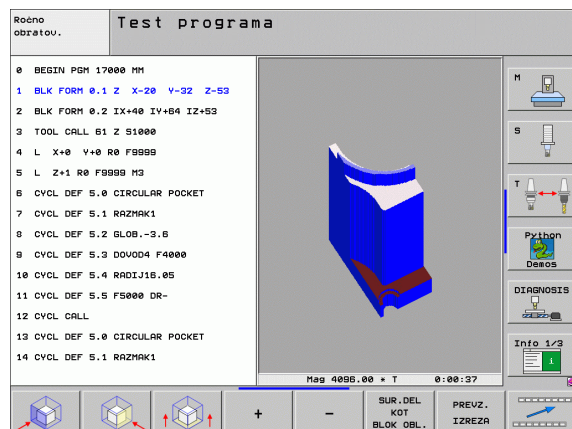 Ročno
obratov.
Test programa
0 BEGIN PGM 17000 MM
1 BLK FORM 0.1 Z X-20 Y-32 Z-53
2 BLK FORM 0.2 IX+40 IY+64 IZ+53
3 TOOL CALL 61 Z S1000
4 L X+0 Y+0 R0 F9999
5 L Z+1 R0 F9999 M3
6 CYCL DEF 5.0 CIRCULAR POCKET
7 CYCL DEF 5.1 RAZMAK1
8 CYCL DEF 5.2 GLOB.-3.6
9 CYCL DEF 5.3 DOVOD4 F4000
10 CYCL DEF 5.4 RADIJ16.05
11 CYCL DEF 5.5 F5000 DR-
12 CYCL CALL
13 CYCL DEF 5.0 CIRCULAR POCKET
14 CYCL DEF 5.1 RAZMAK1
Mag 4096.00 * T 0:00:37
M
S
T
Python
Demos
DIAGNOSIS
Info 1/3
i
+
-
SUR.DEL
KOT
BLOK OBL.
PREVZ.
IZREZA